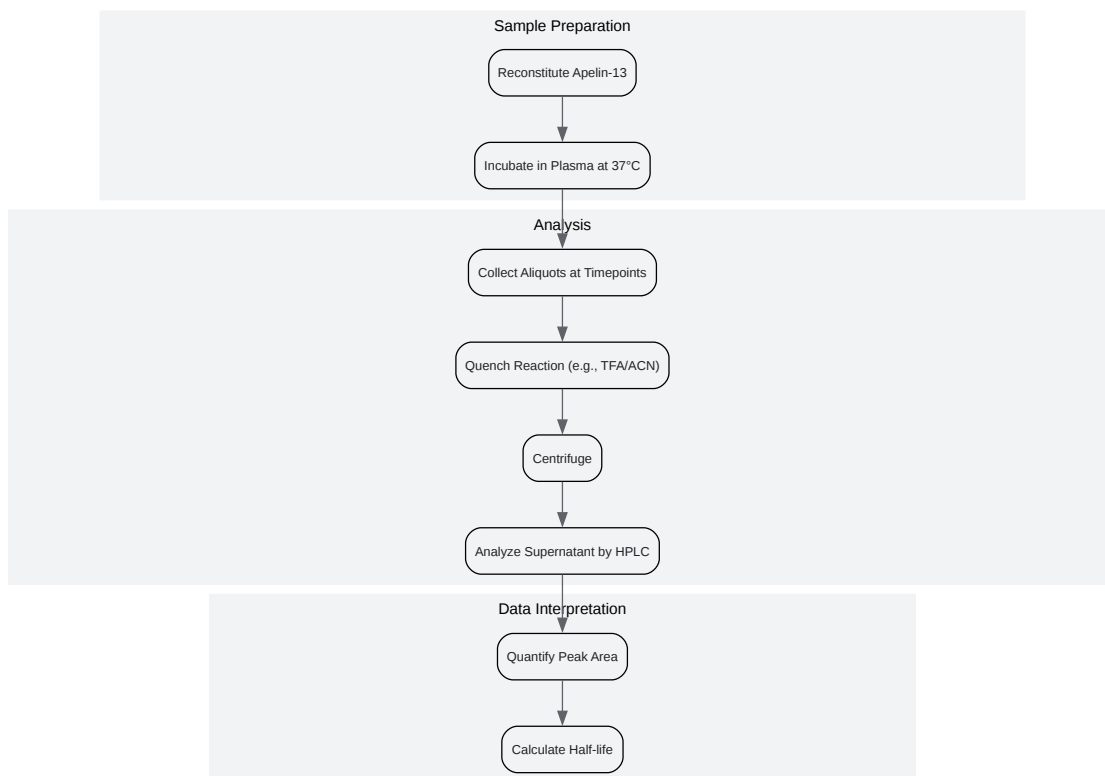 Sample Preparation
Reconstitute Apelin-13
Incubate in Plasma at 37°C
Analysis
Collect Aliquots at Timepoints
Quench Reaction (e.g., TFA/ACN)
Centrifuge
Analyze Supernatant by HPLC
Data Interpretation
Quantify Peak Area
Calculate Half-life